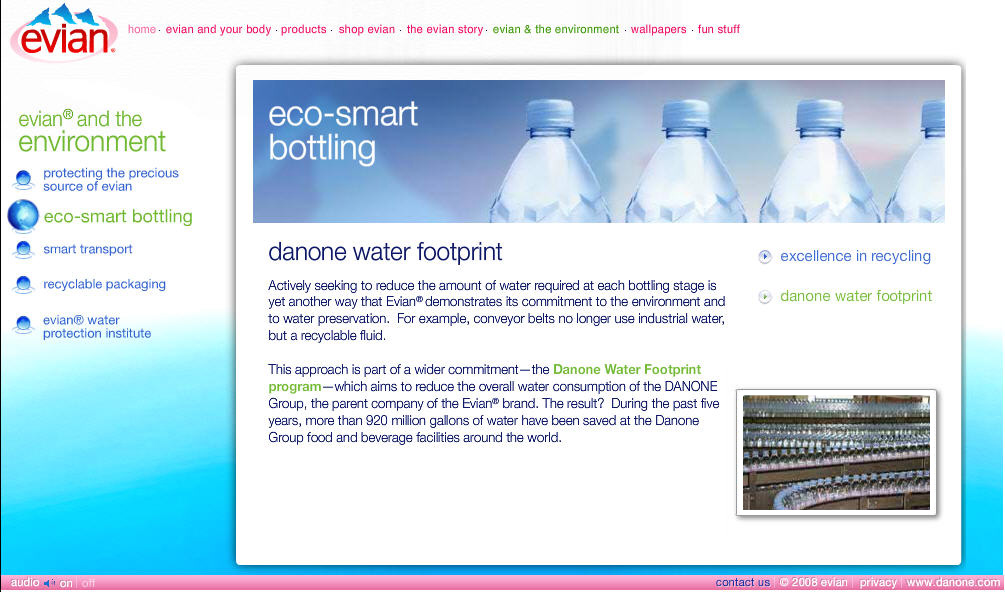 evian®
home · evian and your body · products · shop evian · the evian story · evian & the environment · wallpapers · fun stuff
evian® and the
environment
protecting the precious
source of evian
eco-smart bottling
smart transport
recyclable packaging
evian® water
protection institute
eco-smart
bottling
danone water footprint
Actively seeking to reduce the amount of water required at each bottling stage is
yet another way that Evian® demonstrates its commitment to the environment and
to water preservation. For example, conveyor belts no longer use industrial water,
but a recyclable fluid.
This approach is part of a wider commitment—the Danone Water Footprint
program—which aims to reduce the overall water consumption of the DANONE
Group, the parent company of the Evian® brand. The result? During the past five
years, more than 920 million gallons of water have been saved at the Danone
Group food and beverage facilities around the world.
excellence in recycling
danone water footprint
audio on | off
contact us | © 2008 evian | privacy | www.danone.com